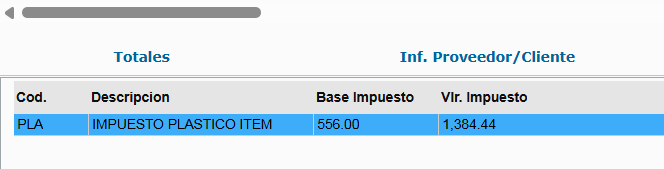 Totales Inf. Proveedor/Cliente
Cod. Descripcion Base Impuesto Vlr. Impuesto
PLA IMPUESTO PLASTICO ITEM 556.00 1,384.44